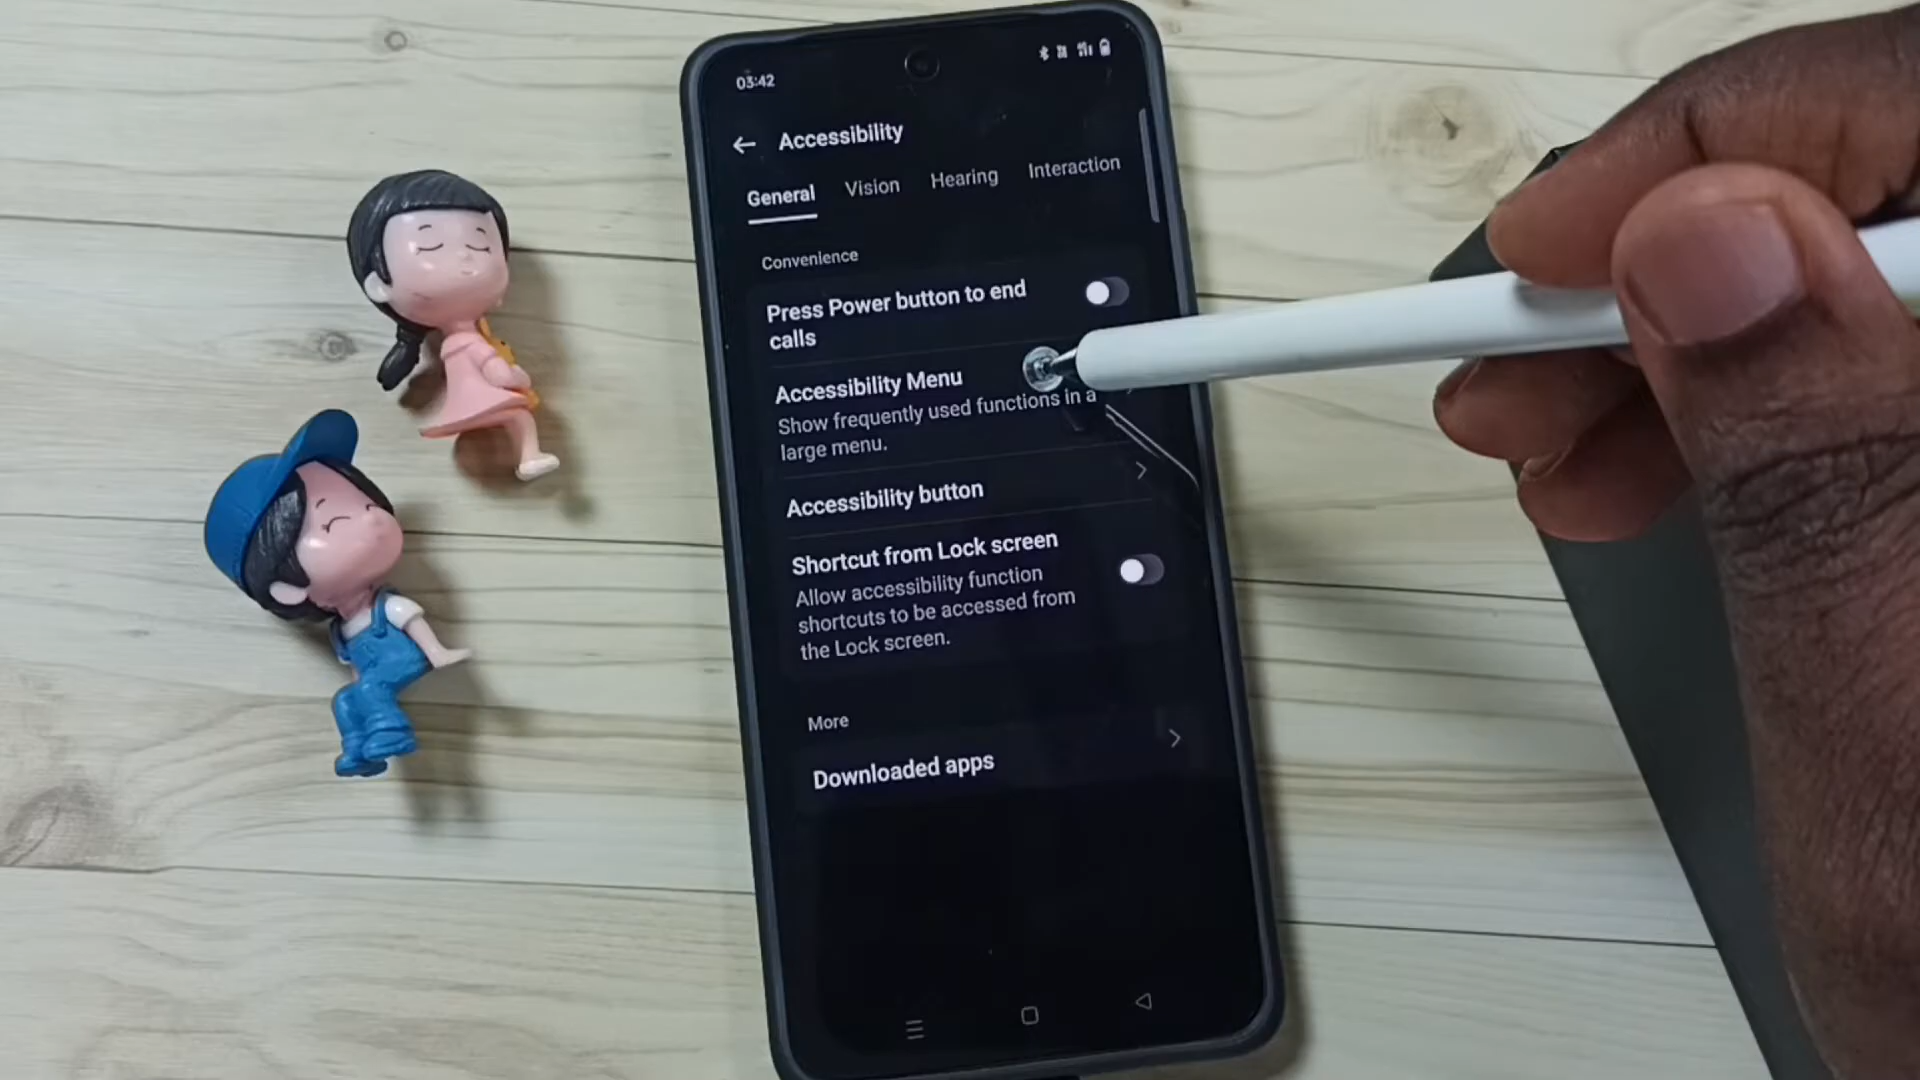 03:42
Accessibility
General Vision Hearing Interaction
Convenience
Press Power button to end
calls
Accessibility Menu
Show frequently used functions in a
large menu.
Accessibility button
Shortcut from Lock screen
Allow accessibility function
shortcuts to be accessed from
the Lock screen.
More
Downloaded apps